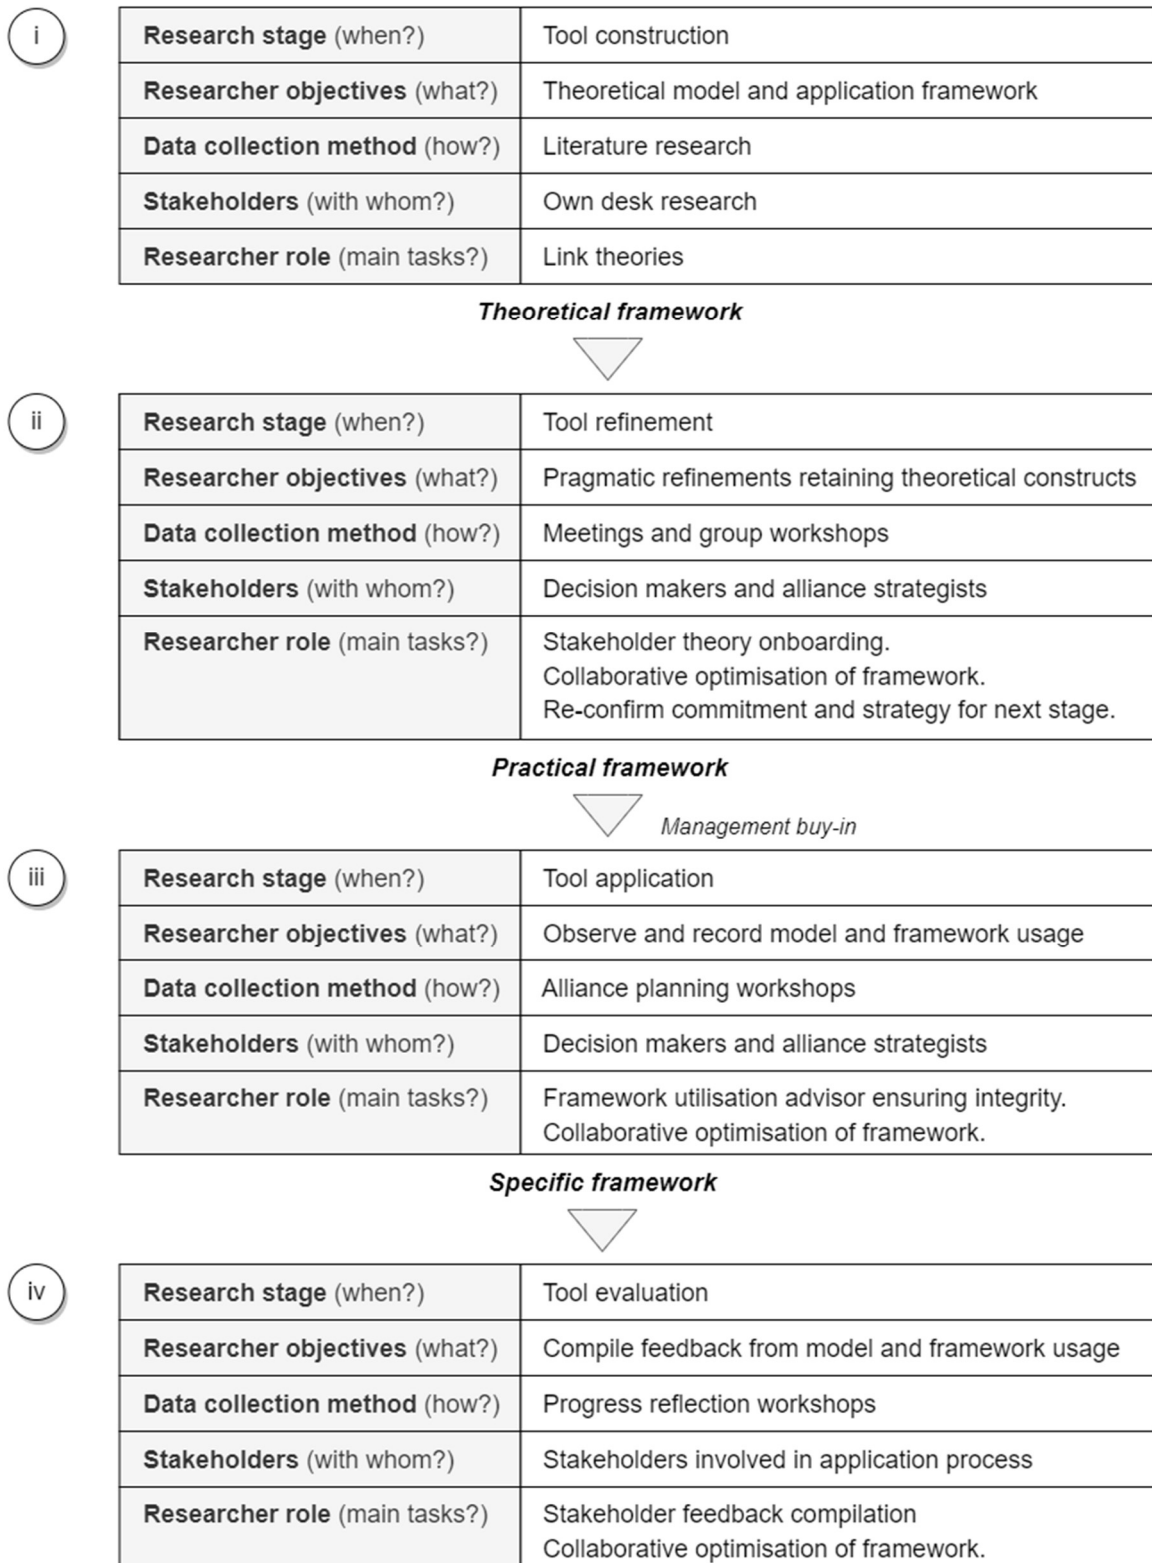 i
Research stage (when?) Tool construction
Researcher objectives (what?) Theoretical model and application framework
Data collection method (how?) Literature research
Stakeholders (with whom?) Own desk research
Researcher role (main tasks?) Link theories
Theoretical framework
ii
Research stage (when?) Tool refinement
Researcher objectives (what?) Pragmatic refinements retaining theoretical constructs
Data collection method (how?) Meetings and group workshops
Stakeholders (with whom?) Decision makers and alliance strategists
Researcher role (main tasks?) Stakeholder theory onboarding.
Collaborative optimisation of framework.
Re-confirm commitment and strategy for next stage.
Practical framework
Management buy-in
iii
Research stage (when?) Tool application
Researcher objectives (what?) Observe and record model and framework usage
Data collection method (how?) Alliance planning workshops
Stakeholders (with whom?) Decision makers and alliance strategists
Researcher role (main tasks?) Framework utilisation advisor ensuring integrity.
Collaborative optimisation of framework.
Specific framework
iv
Research stage (when?) Tool evaluation
Researcher objectives (what?) Compile feedback from model and framework usage
Data collection method (how?) Progress reflection workshops
Stakeholders (with whom?) Stakeholders involved in application process
Researcher role (main tasks?) Stakeholder feedback compilation
Collaborative optimisation of framework.